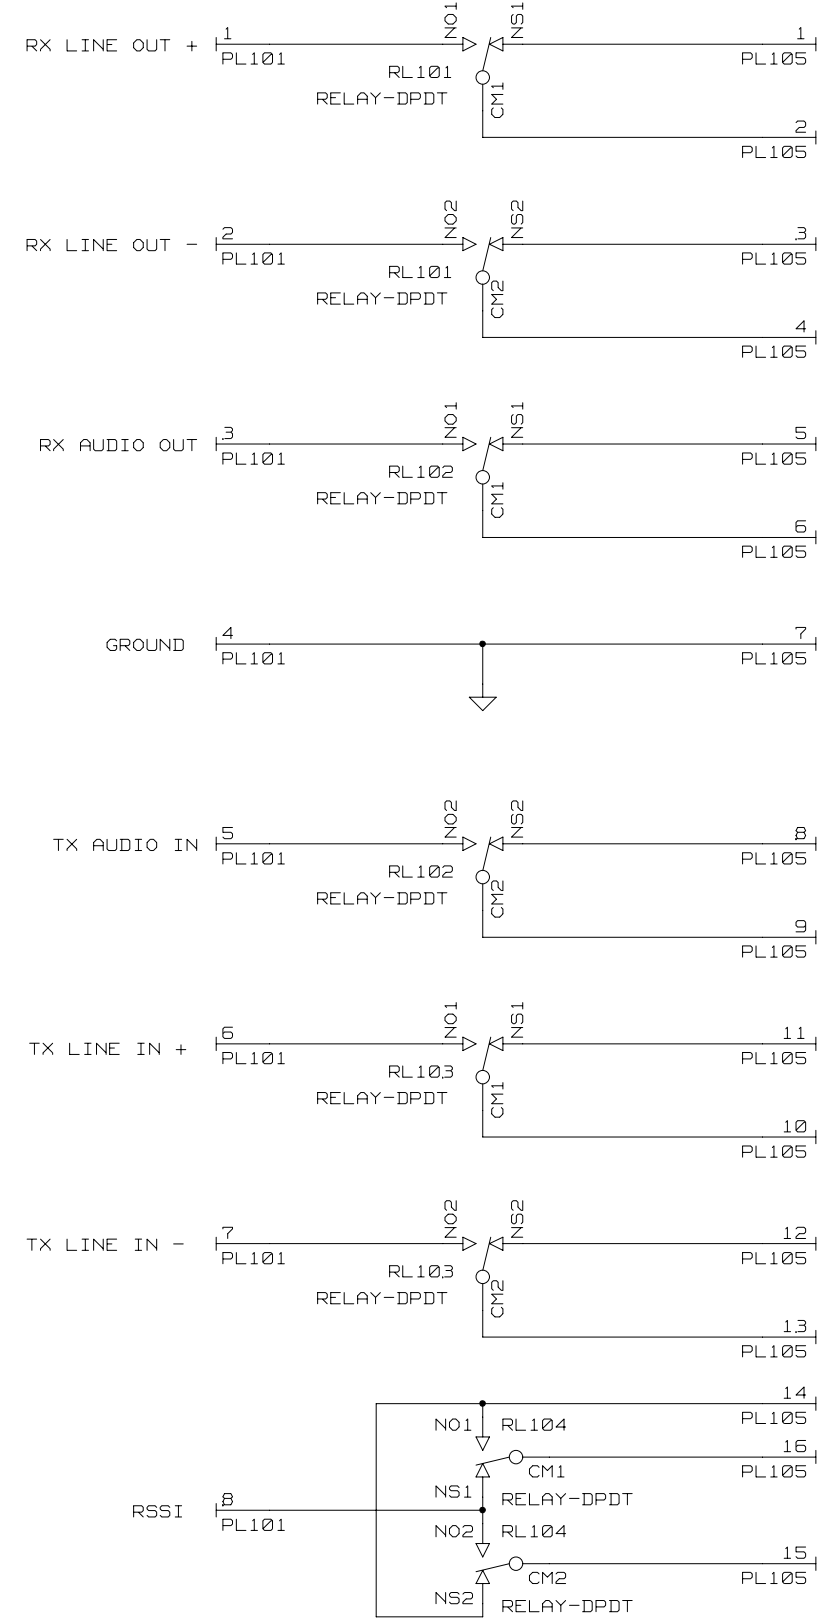 NO1 NS1
RX LINE OUT + 1 1
PL101 PL105
RL101 CM1
RELAY-DPDT
2
PL105
NO2 NS2
RX LINE OUT - 2 3
PL101 PL105
RL101 CM2
RELAY-DPDT
4
PL105
NO1 NS1
RX AUDIO OUT 3 5
PL101 PL105
RL102 CM1
RELAY-DPDT
6
PL105
GROUND 4 7
PL101 PL105
NO2 NS2
TX AUDIO IN 5 8
PL101 PL105
RL102 CM2
RELAY-DPDT
9
PL105
NO1 NS1
TX LINE IN + 6 11
PL101 PL105
RL103 CM1
RELAY-DPDT
10
PL105
NO2 NS2
TX LINE IN - 7 12
PL101 PL105
RL103 CM2
RELAY-DPDT
13
PL105
14
PL105
NO1 RL104
16
CM1 PL105
NS1 RELAY-DPDT
RSSI 8
PL101
NO2 RL104
15
CM2 PL105
NS2 RELAY-DPDT